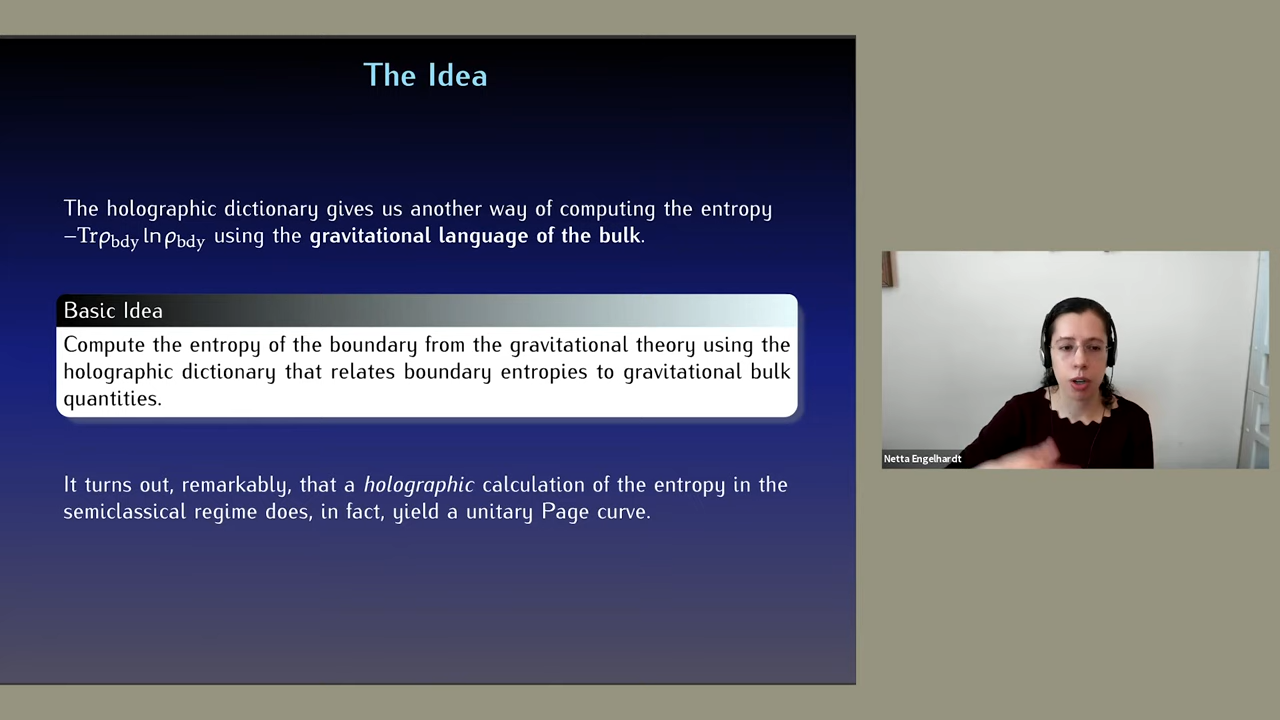 The Idea
The holographic dictionary gives us another way of computing the entropy
−Trρbdy lnρbdy using the gravitational language of the bulk.
Basic Idea
Compute the entropy of the boundary from the gravitational theory using the
holographic dictionary that relates boundary entropies to gravitational bulk
quantities.
It turns out, remarkably, that a holographic calculation of the entropy in the
semiclassical regime does, in fact, yield a unitary Page curve.
Netta Engelhardt